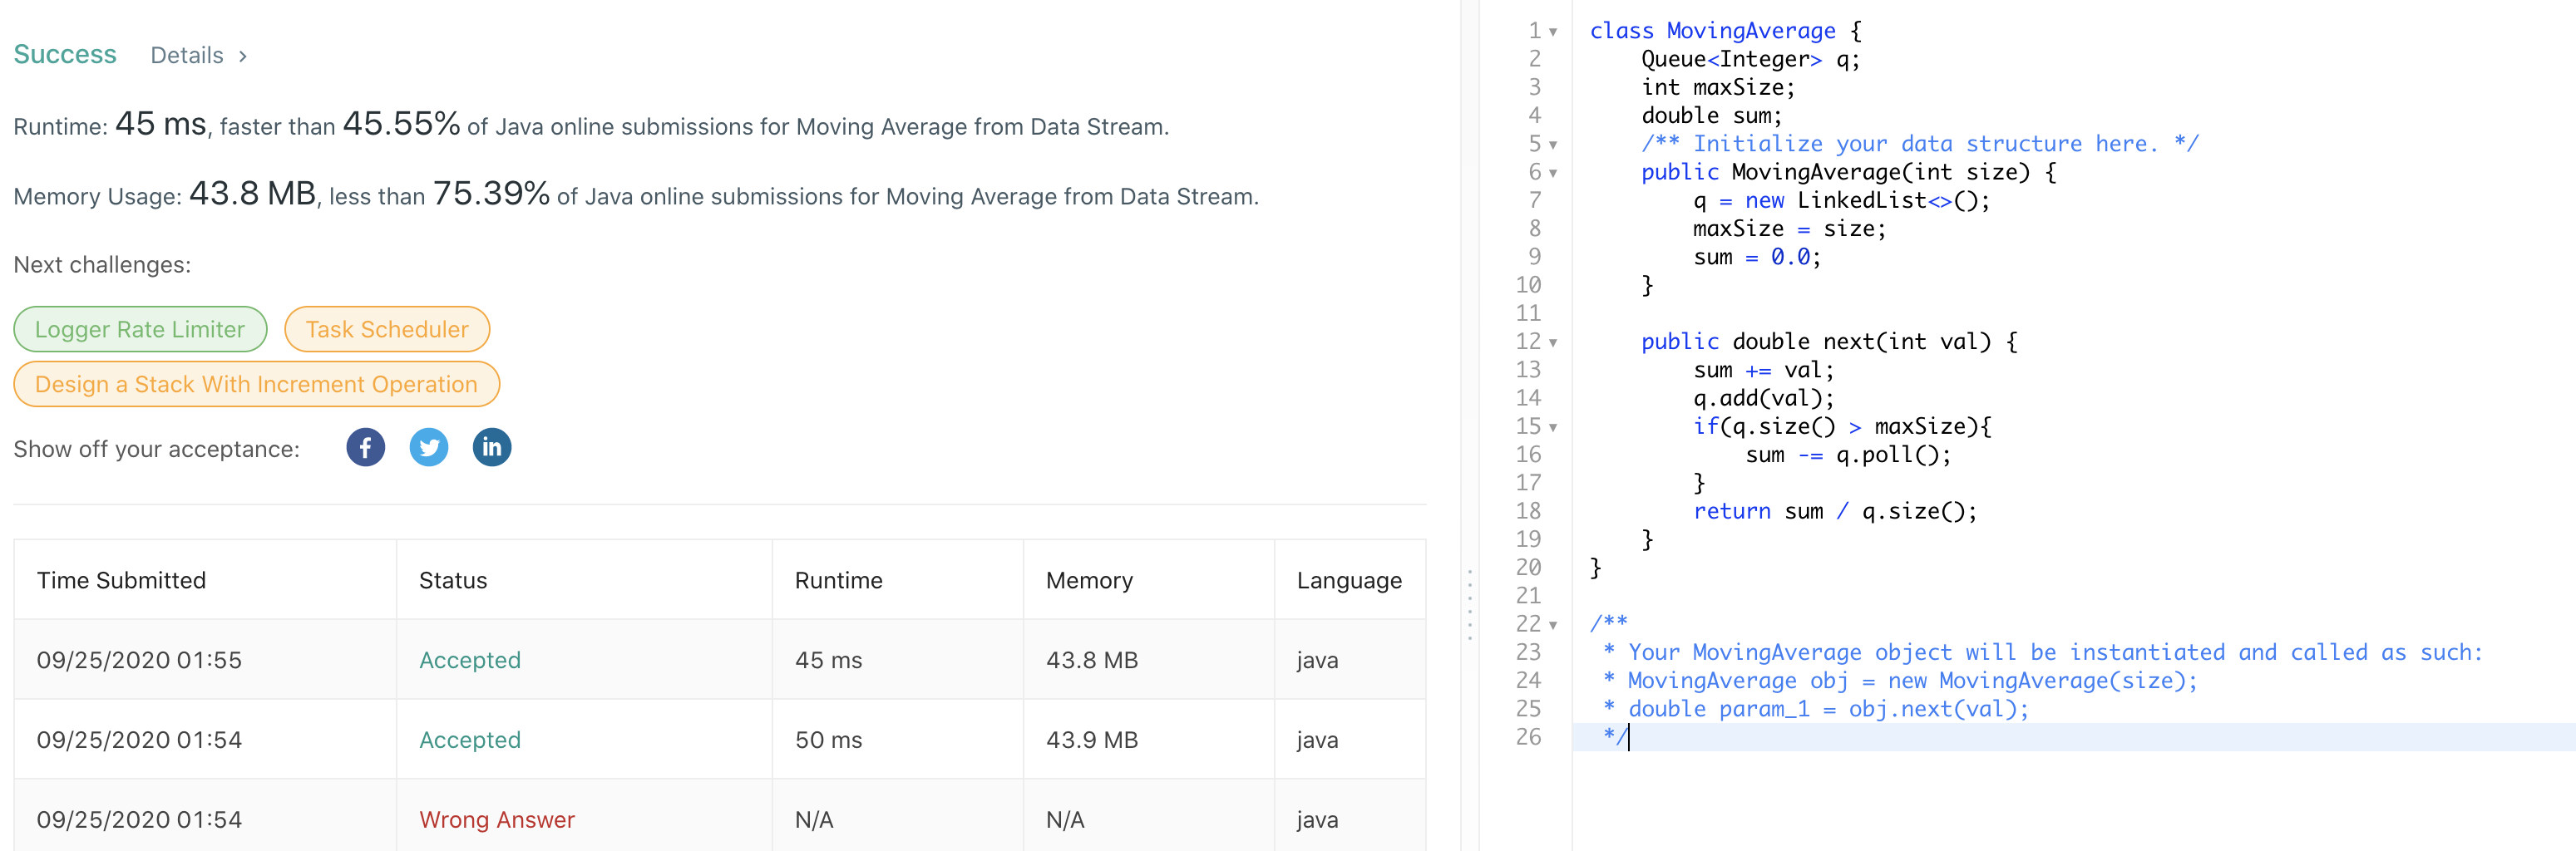 Success Details >
Runtime: 45 ms, faster than 45.55% of Java online submissions for Moving Average from Data Stream.
Memory Usage: 43.8 MB, less than 75.39% of Java online submissions for Moving Average from Data Stream.
Next challenges:
Logger Rate Limiter Task Scheduler
Design a Stack With Increment Operation
Show off your acceptance: f in
Time Submitted Status Runtime Memory Language
09/25/2020 01:55 Accepted 45 ms 43.8 MB java
09/25/2020 01:54 Accepted 50 ms 43.9 MB java
09/25/2020 01:54 Wrong Answer N/A N/A java
1 class MovingAverage {
2     Queue<Integer> q;
3     int maxSize;
4     double sum;
5     /** Initialize your data structure here. */
6     public MovingAverage(int size) {
7         q = new LinkedList<>();
8         maxSize = size;
9         sum = 0.0;
10     }
11
12     public double next(int val) {
13         sum += val;
14         q.add(val);
15         if(q.size() > maxSize){
16             sum -= q.poll();
17         }
18         return sum / q.size();
19     }
20 }
21
22 /**
23  * Your MovingAverage object will be instantiated and called as such:
24  * MovingAverage obj = new MovingAverage(size);
25  * double param_1 = obj.next(val);
26  */